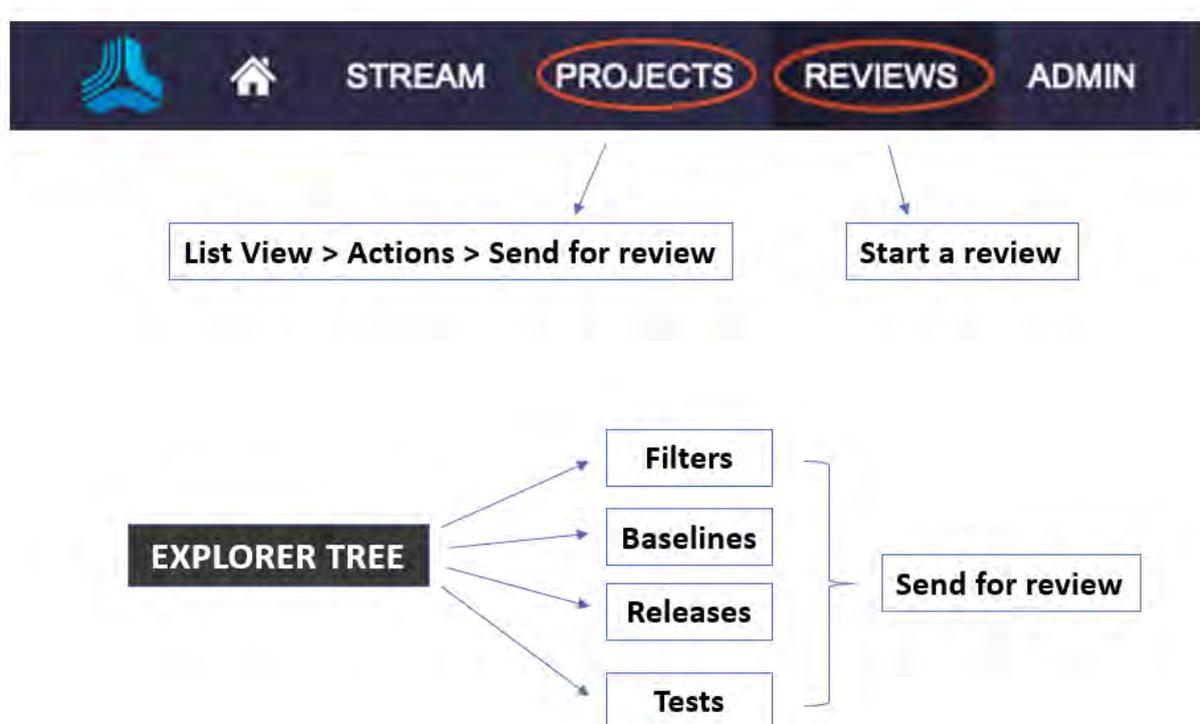 STREAM PROJECTS REVIEWS ADMIN
List View > Actions > Send for review
Start a review
EXPLORER TREE
Filters
Baselines
Releases
Tests
Send for review